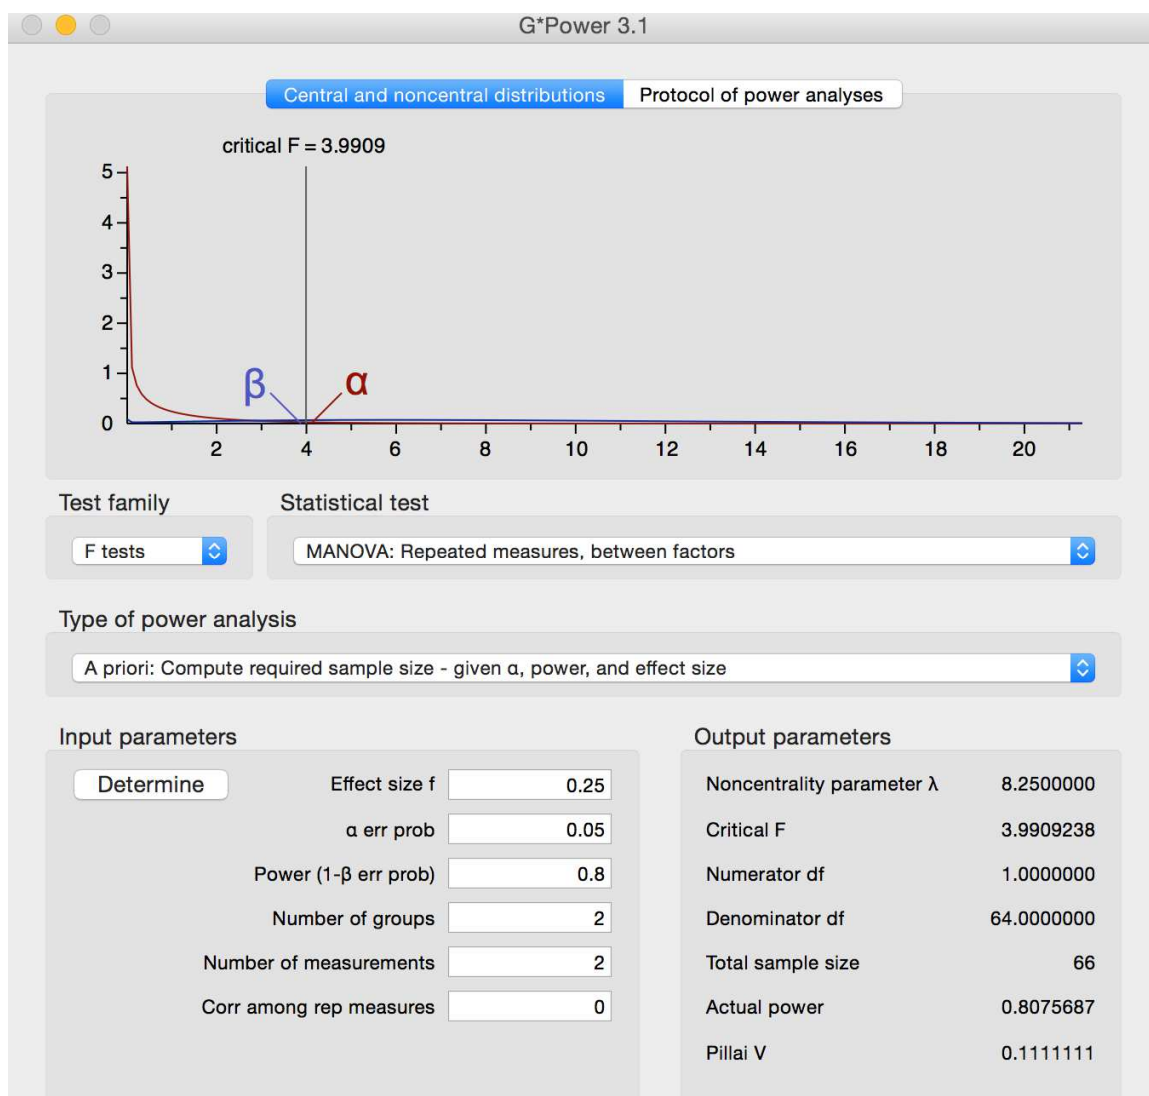 G*Power 3.1
Central and noncentral distributions Protocol of power analyses
critical F = 3.9909
5
4
3
2
1
0
β α
2 4 6 8 10 12 14 16 18 20
Test family Statistical test
F tests MANOVA: Repeated measures, between factors
Type of power analysis
A priori: Compute required sample size - given α, power, and effect size
Input parameters Output parameters
Determine Effect size f 0.25 Noncentrality parameter λ 8.2500000
α err prob 0.05 Critical F 3.9909238
Power (1-β err prob) 0.8 Numerator df 1.0000000
Number of groups 2 Denominator df 64.0000000
Number of measurements 2 Total sample size 66
Corr among rep measures 0 Actual power 0.8075687
Pillai V 0.1111111